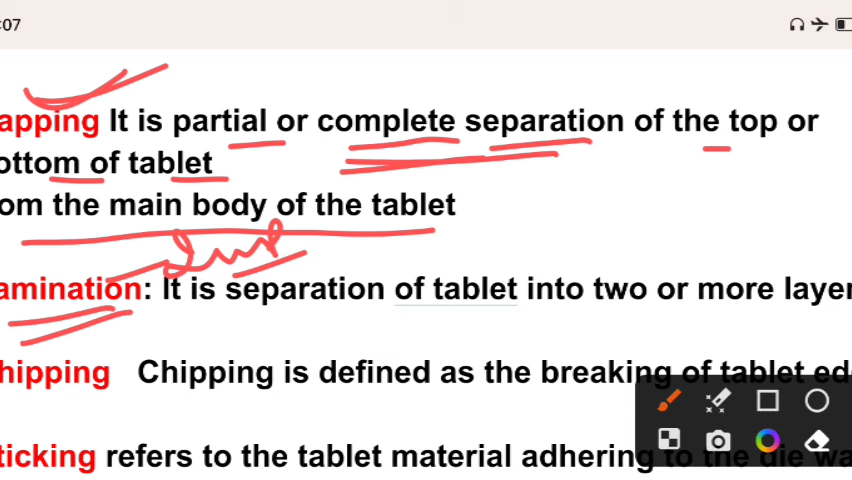 :07
apping It is partial or complete separation of the top or
ottom of tablet
om the main body of the tablet
Imp
amination: It is separation of tablet into two or more layer
hipping Chipping is defined as the breaking of tablet ed
ticking refers to the tablet material adhering to the die wa